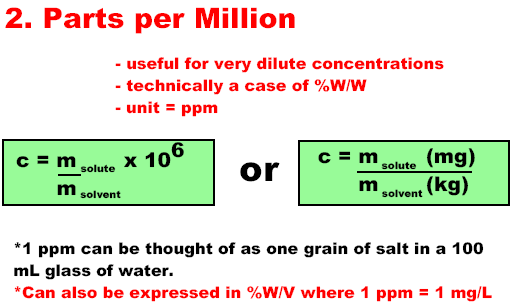 2. Parts per Million
- useful for very dilute concentrations
- technically a case of %W/W
- unit = ppm
c = m solute x 10^6
m solvent
or
c = m solute (mg)
m solvent (kg)
*1 ppm can be thought of as one grain of salt in a 100
mL glass of water.
*Can also be expressed in %W/V where 1 ppm = 1 mg/L